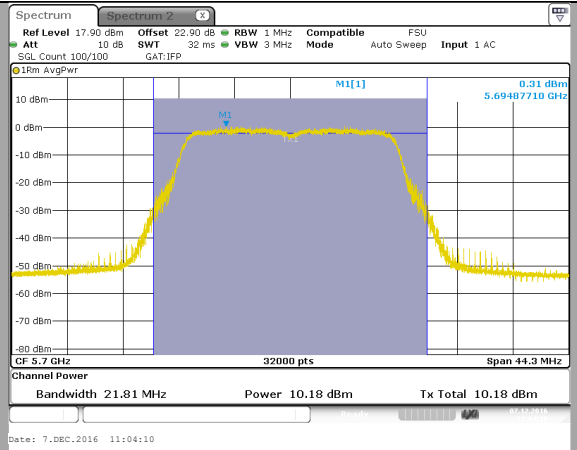 Spectrum Spectrum 2 X
Ref Level 17.90 dBm Offset 22.90 dB RBW 1 MHz Compatible FSU
Att 10 dB SWT 32 ms VBW 3 MHz Mode Auto Sweep Input 1 AC
SGL Count 100/100 GAT:IFP
1Rm AvgPwr
M1[1] 0.31 dBm
5.69487710 GHz
10 dBm
M1
0 dBm
-10 dBm
-20 dBm
-30 dBm
-40 dBm
-50 dBm
-60 dBm
-70 dBm
-80 dBm
CF 5.7 GHz 32000 pts Span 44.3 MHz
Channel Power
Bandwidth 21.81 MHz Power 10.18 dBm Tx Total 10.18 dBm
Ready 07.12.2016
Date: 7.DEC.2016 11:04:10